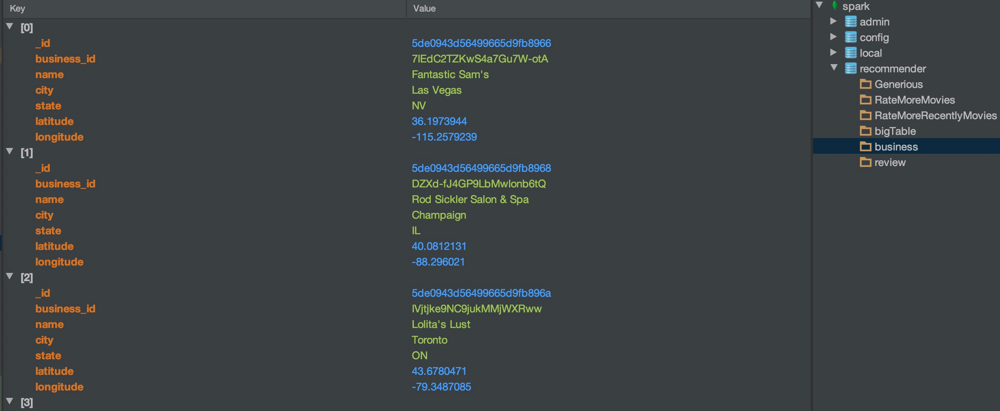 Key Value
[0]
_id 5de0943d56499665d9fb8966
business_id 7lEdC2TZKwS4a7Gu7W-otA
name Fantastic Sam's
city Las Vegas
state NV
latitude 36.1973944
longitude -115.2579239
[1]
_id 5de0943d56499665d9fb8968
business_id DZXd-fJ4GP9LbMwlonb6tQ
name Rod Sickler Salon & Spa
city Champaign
state IL
latitude 40.0812131
longitude -88.296021
[2]
_id 5de0943d56499665d9fb896a
business_id IVjtjke9NC9jukMMjWXRww
name Lolita's Lust
city Toronto
state ON
latitude 43.6780471
longitude -79.3487085
[3]
spark
admin
config
local
recommender
Generious
RateMoreMovies
RateMoreRecentlyMovies
bigTable
business
review